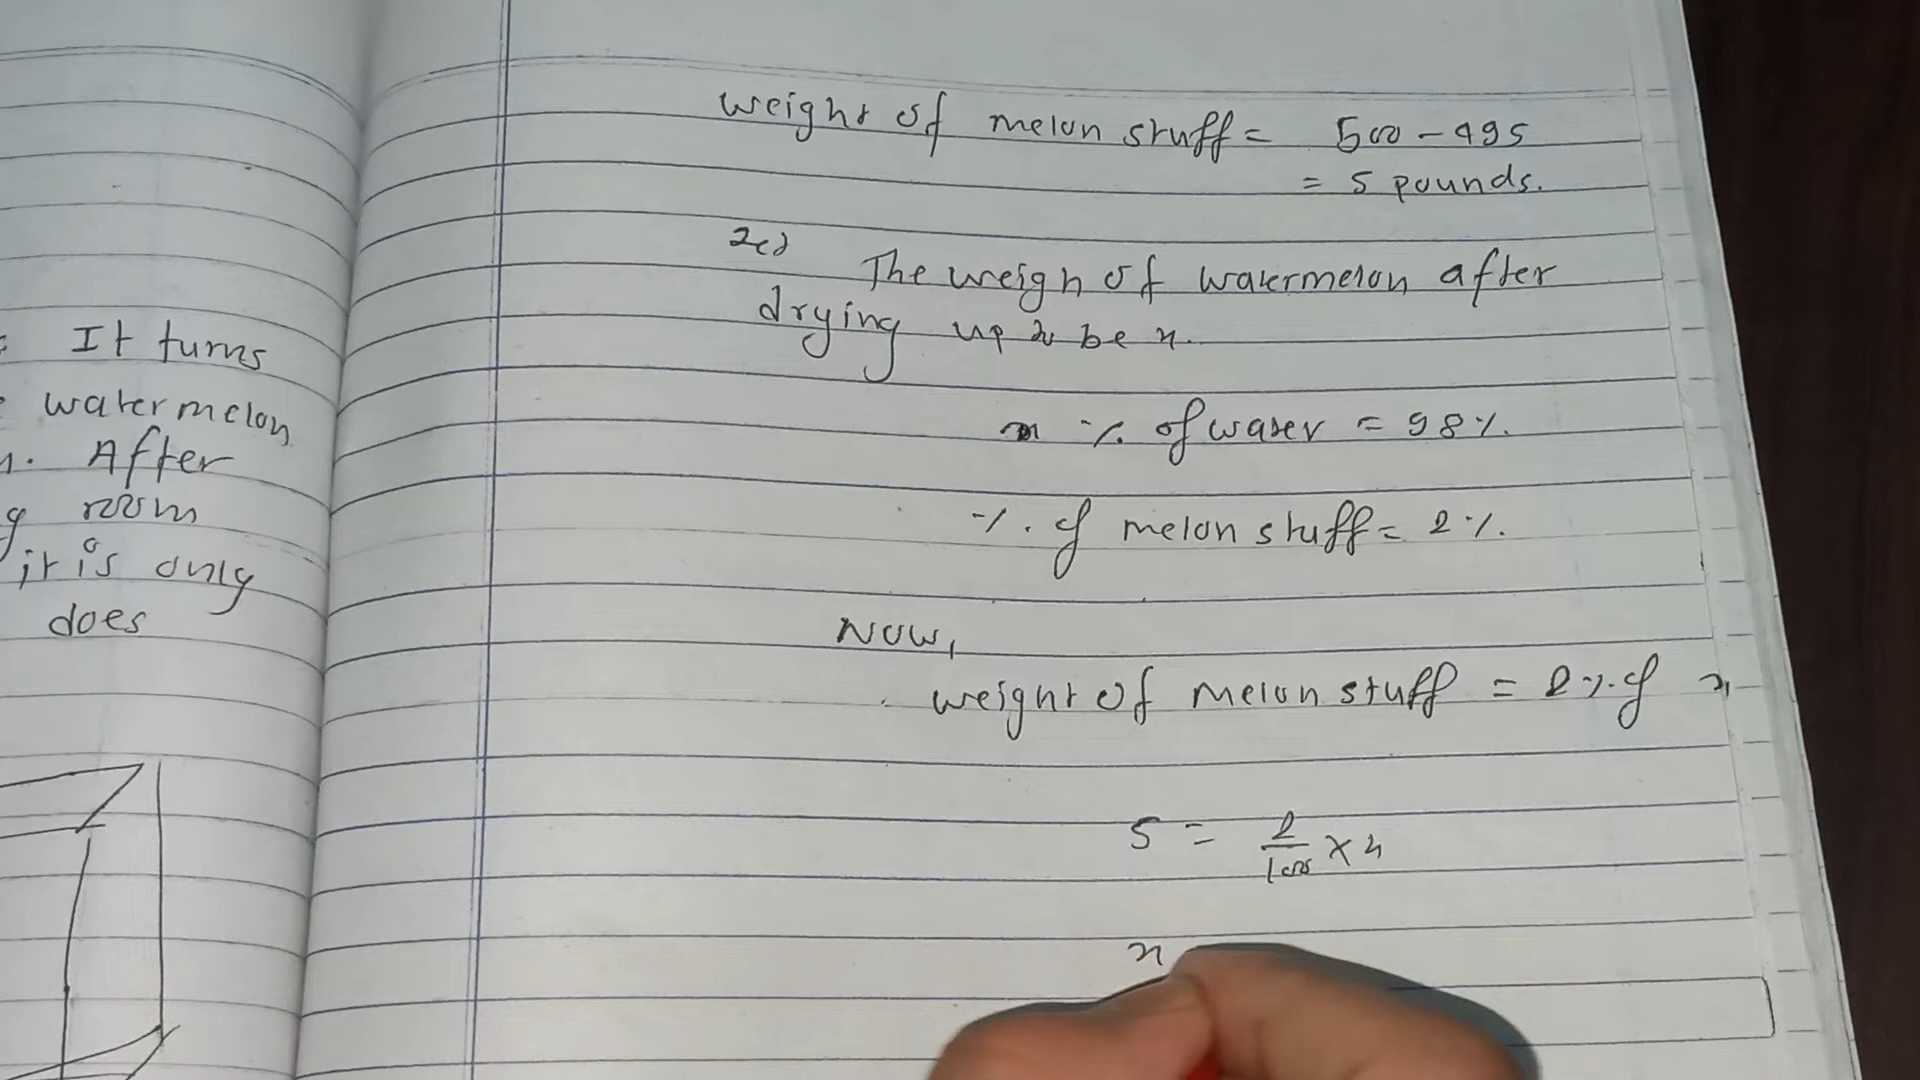 It turns
watermelon
After
room
it is only
does
weight of melon stuff = 500 - 495
= 5 pounds.
The weigh of watermelon after
drying up be x.
% of water = 98%.
%. of melon stuff = 2%.
Now,
weight of melon stuff = 2%. of x
5 = 2/100 × x
x